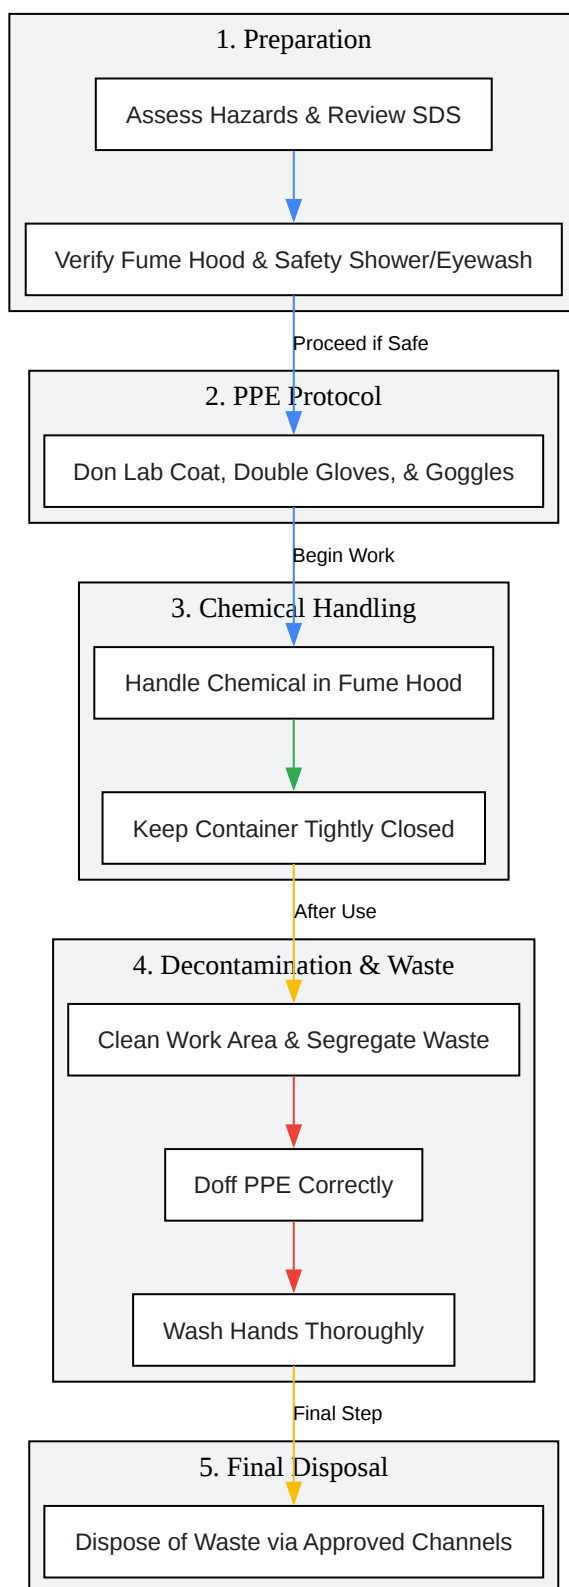 1. Preparation
Assess Hazards & Review SDS
Verify Fume Hood & Safety Shower/Eyewash
Proceed if Safe
2. PPE Protocol
Don Lab Coat, Double Gloves, & Goggles
Begin Work
3. Chemical Handling
Handle Chemical in Fume Hood
Keep Container Tightly Closed
After Use
4. Decontamination & Waste
Clean Work Area & Segregate Waste
Doff PPE Correctly
Wash Hands Thoroughly
Final Step
5. Final Disposal
Dispose of Waste via Approved Channels